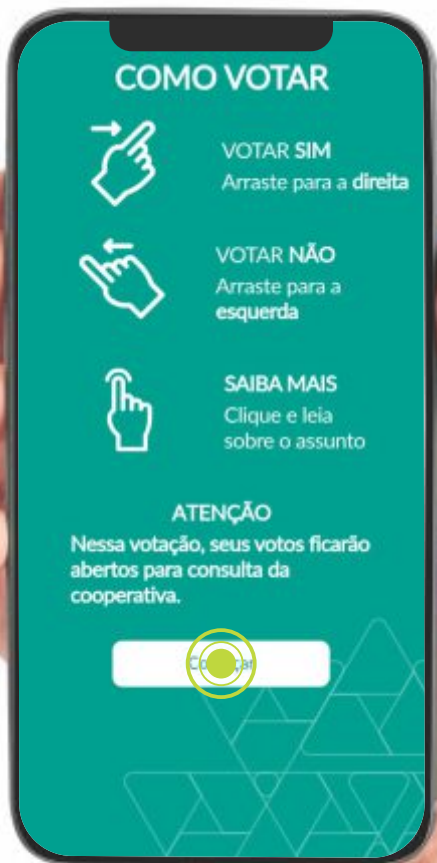 COMO VOTAR
VOTAR SIM
Arraste para a direita
VOTAR NÃO
Arraste para a
esquerda
SAIBA MAIS
Clique e leia
sobre o assunto
ATENÇÃO
Nessa votação, seus votos ficarão
abertos para consulta da
cooperativa.